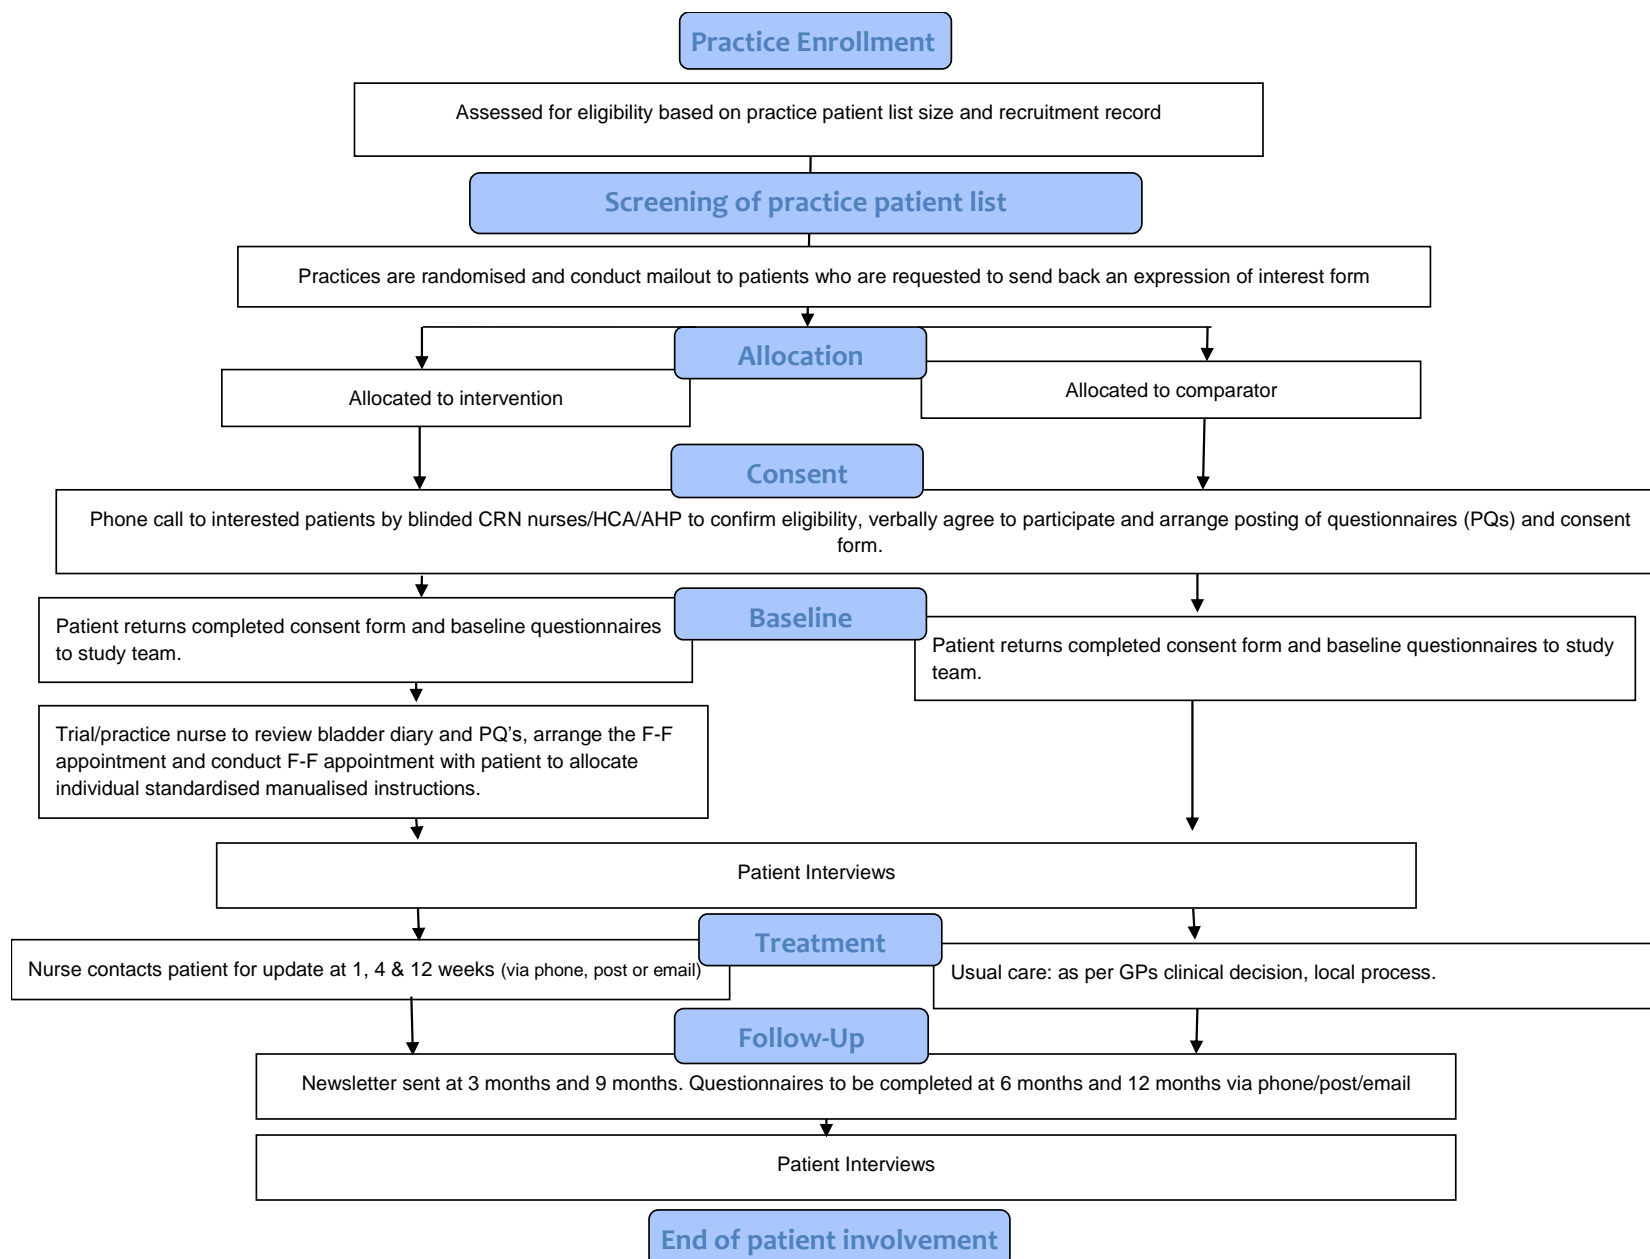 Practice Enrollment
Assessed for eligibility based on practice patient list size and recruitment record
Screening of practice patient list
Practices are randomised and conduct mailout to patients who are requested to send back an expression of interest form
Allocation
Allocated to intervention
Allocated to comparator
Consent
Phone call to interested patients by blinded CRN nurses/HCA/AHP to confirm eligibility, verbally agree to participate and arrange posting of questionnaires (PQs) and consent
form.
Baseline
Patient returns completed consent form and baseline questionnaires
to study team.
Patient returns completed consent form and baseline questionnaires to study
team.
Trial/practice nurse to review bladder diary and PQ’s, arrange the F-F
appointment and conduct F-F appointment with patient to allocate
individual standardised manualised instructions.
Patient Interviews
Treatment
Nurse contacts patient for update at 1, 4 & 12 weeks (via phone, post or email)
Usual care: as per GPs clinical decision, local process.
Follow-Up
Newsletter sent at 3 months and 9 months. Questionnaires to be completed at 6 months and 12 months via phone/post/email
Patient Interviews
End of patient involvement